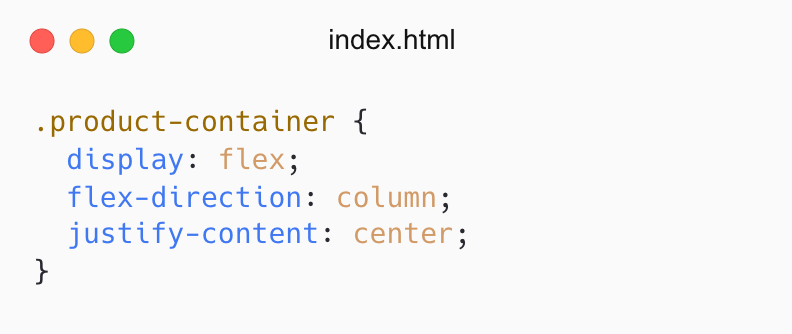 index.html
.product-container {
  display: flex;
  flex-direction: column;
  justify-content: center;
}